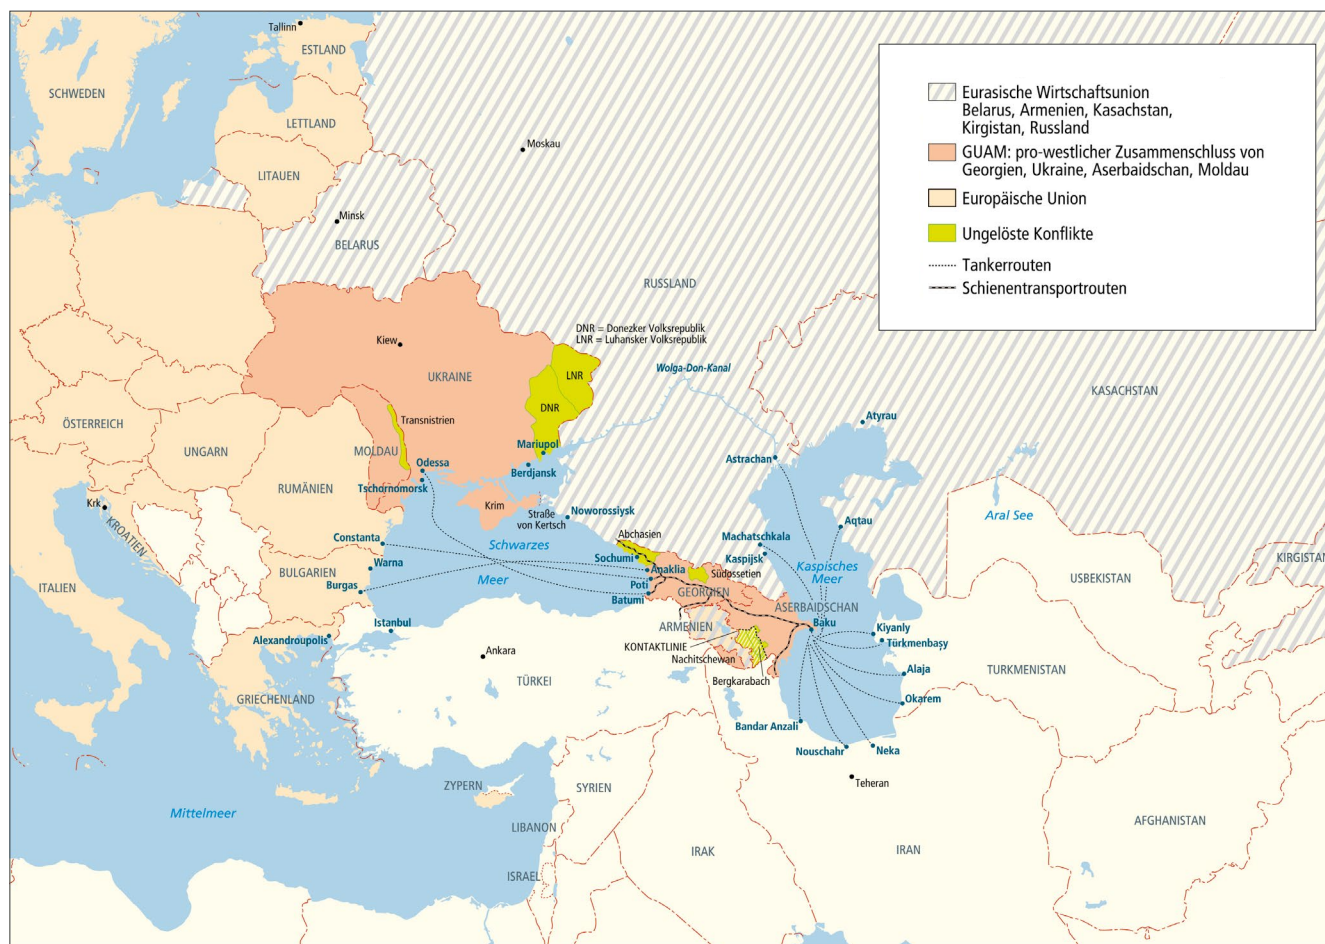 Tallinn
ESTLAND
SCHWEDEN
LETTLAND
LITAUEN
Moskau
Minsk
BELARUS
RUSSLAND
Eurasische Wirtschaftsunion
Belarus, Armenien, Kasachstan,
Kirgistan, Russland
GUAM: pro-westlicher Zusammenschluss von
Georgien, Ukraine, Aserbaidschan, Moldau
Europäische Union
Ungelöste Konflikte
Tankerrouten
Schienentransportrouten
DNR = Donezker Volksrepublik
LNR = Luhansker Volksrepublik
Kiew
UKRAINE
LNR
DNR
Wolga-Don-Kanal
KASACHSTAN
ÖSTERREICH
UNGARN
Transnistrien
MOLDAU
Mariupol
Odessa
Berdjansk
Tschornomorsk
Atyrau
Astrachan
RUMÄNIEN
Krk
KROATIEN
Krim
Straße
von Kertsch
Noworossiysk
Aral See
Aqtau
Abchasien
Machatschkala
Constanta
Schwarzes
Meer
Sochumi
Kaspijsk
Kaspisches
Meer
KIRGISTAN
Warna
BULGARIEN
Anaklia
Südossetien
USBEKISTAN
ITALIEN
Burgas
Poti
GEORGIEN
Batumi
ASERBAIDSCHAN
Istanbul
ARMENIEN
Baku
Kiyanly
Alexandroupolis
Türkmenbaşy
KONTAKTLINIE
Nachitschewan
Ankara
TÜRKEI
Bergkarabach
Alaja
TURKMENISTAN
GRIECHENLAND
Okarem
Bandar Anzali
Nouschahr
Neka
Teheran
ZYPERN
SYRIEN
Mittelmeer
LIBANON
AFGHANISTAN
IRAK
IRAN
ISRAEL